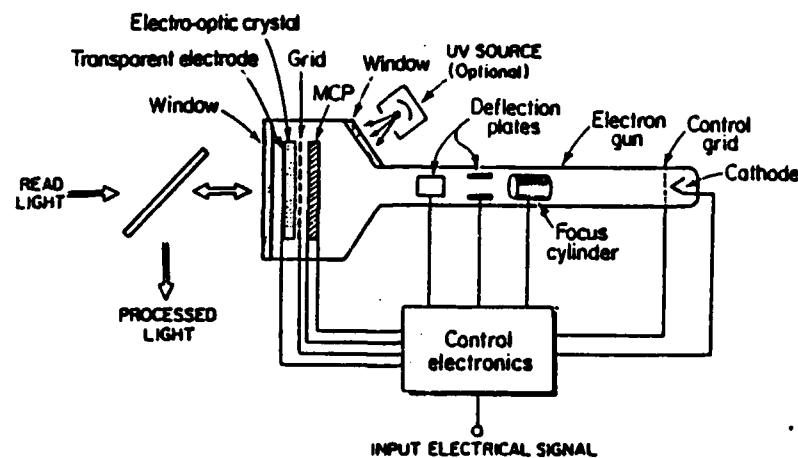 Electro-optic crystal
Transparent electrode
Grid
Window
UV SOURCE
(Optional)
MCP
Window
Deflection
plates
Electron
gun
Control
grid
Cathode
READ
LIGHT
Focus
cylinder
PROCESSED
LIGHT
Control
electronics
INPUT ELECTRICAL SIGNAL